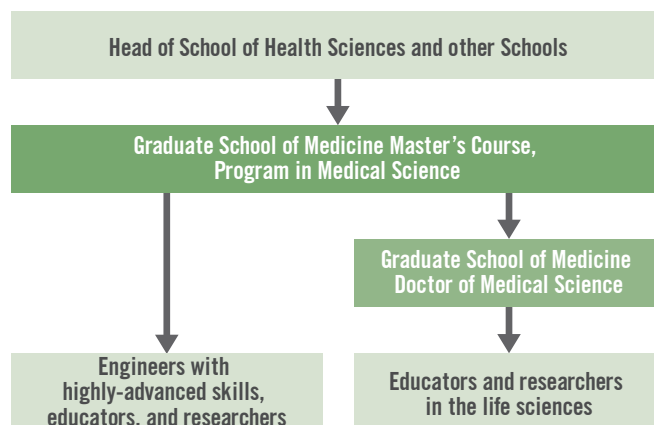 Head of School of Health Sciences and other Schools
Graduate School of Medicine Master’s Course,
Program in Medical Science
Graduate School of Medicine
Doctor of Medical Science
Engineers with
highly-advanced skills,
educators, and researchers
Educators and researchers
in the life sciences